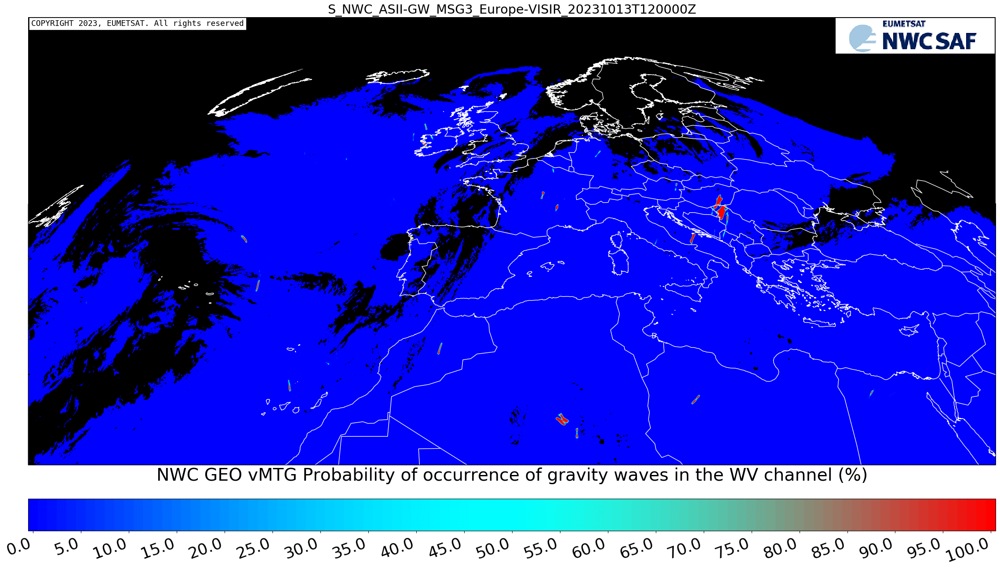 S_NWC_ASII-GW_MSG3_Europe-VISIR_20231013T120000Z
COPYRIGHT 2023, EUMETSAT. All rights reserved
EUMETSAT
NWC SAF
NWC GEO vMTG Probability of occurrence of gravity waves in the WV channel (%)
0.0 5.0 10.0 15.0 20.0 25.0 30.0 35.0 40.0 45.0 50.0 55.0 60.0 65.0 70.0 75.0 80.0 85.0 90.0 95.0 100.0